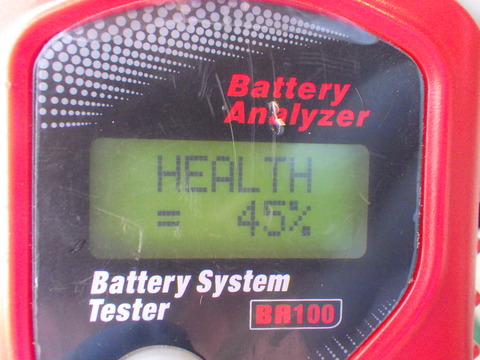 Battery
Analyzer
HEALTH
= 45%
Battery System
Tester
BA100